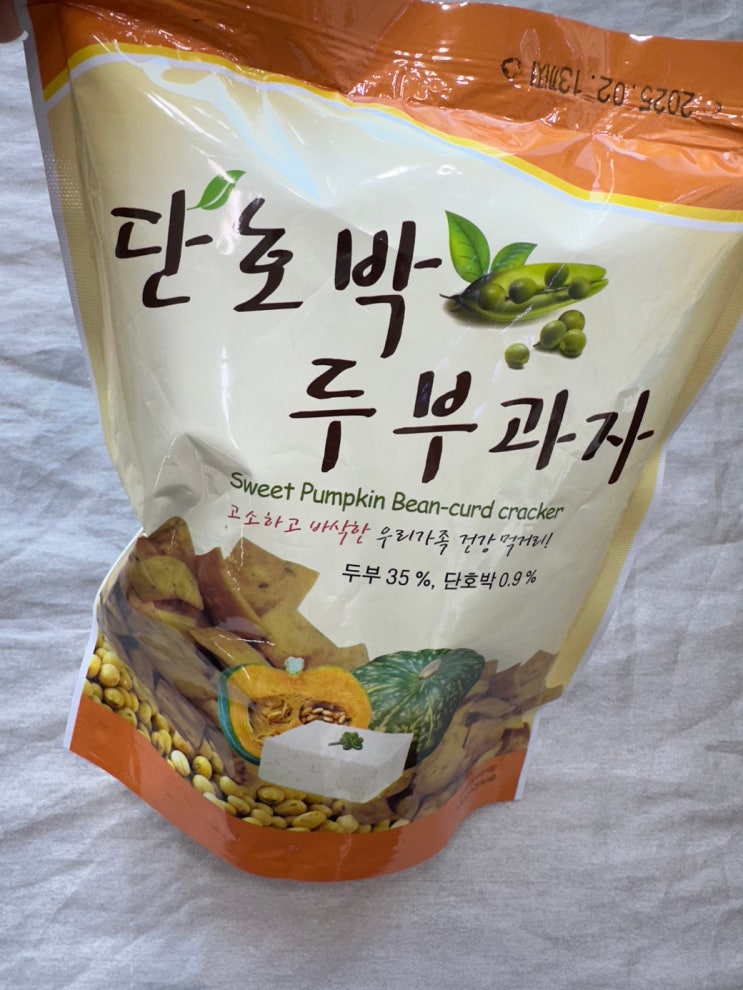 2025.02.13까지
단호박
두부과자
Sweet Pumpkin Bean-curd cracker
고소하고 바삭한 우리가족 건강 먹거리!
두부 35%, 단호박 0.9%